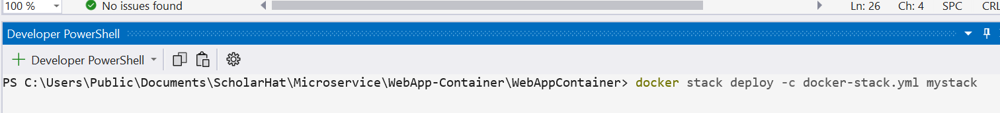 100 % No issues found Ln: 26 Ch: 4 SPC CRL
Developer PowerShell
Developer PowerShell
PS C:\Users\Public\Documents\ScholarHat\Microservice\WebApp-Container\WebAppContainer> docker stack deploy -c docker-stack.yml mystack